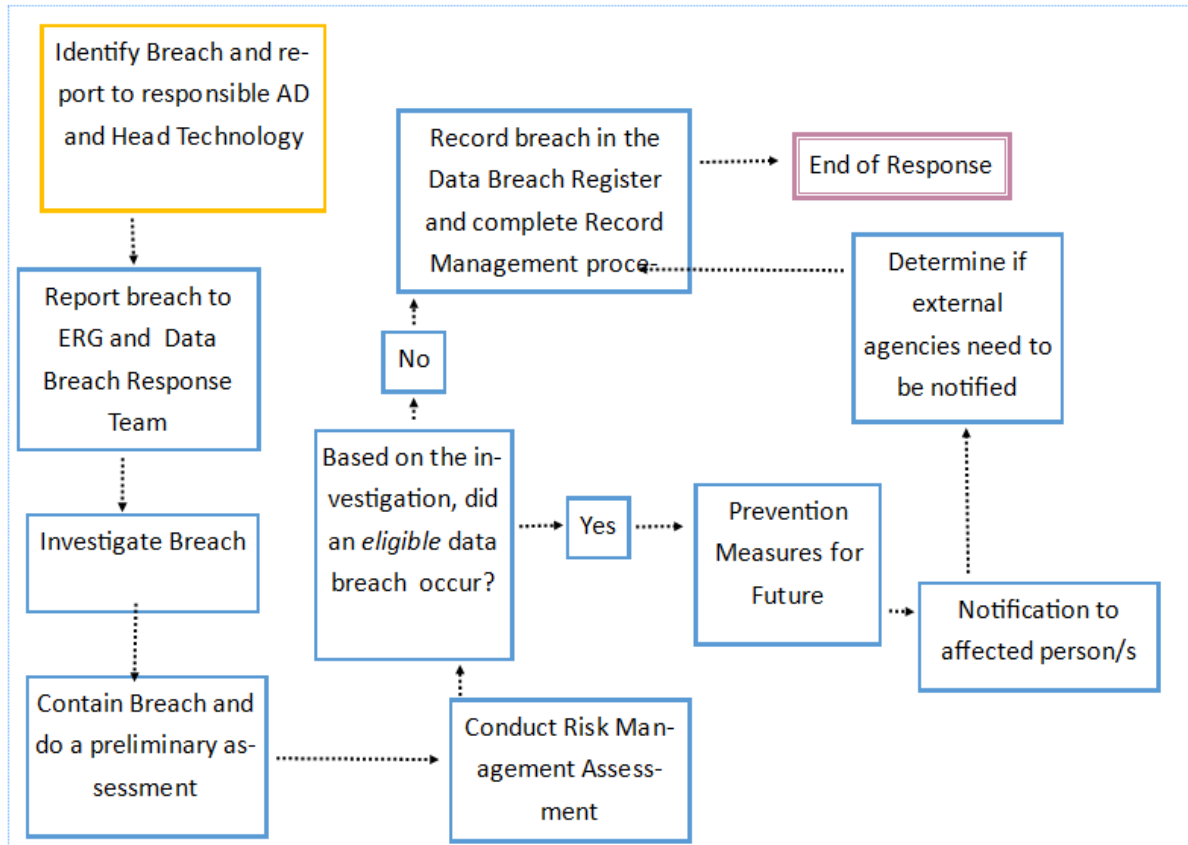 Identify Breach and re-
port to responsible AD
and Head Technology
Report breach to
ERG and Data
Breach Response
Team
Investigate Breach
Contain Breach and
do a preliminary as-
sessment
Conduct Risk Man-
agement Assess-
ment
Based on the in-
vestigation, did
an eligible data
breach occur?
No
Record breach in the
Data Breach Register
and complete Record
Management proce-
End of Response
Yes
Prevention
Measures for
Future
Notification to
affected person/s
Determine if
external
agencies need to
be notified